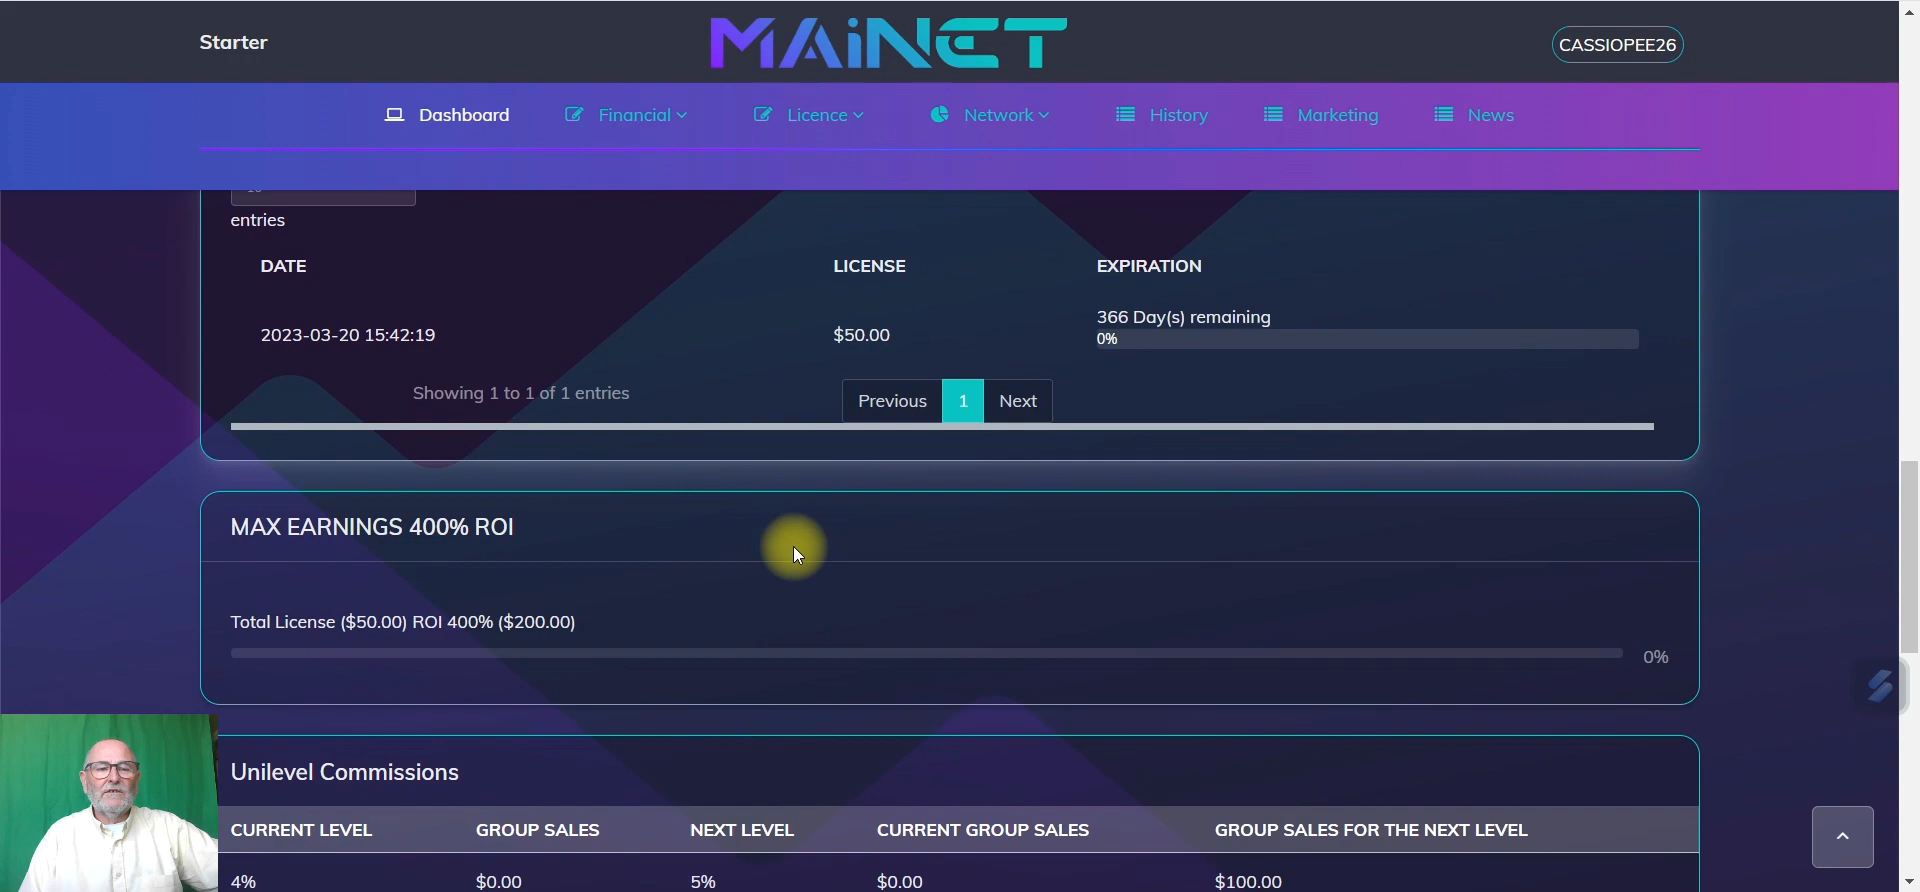 Starter
MAiNET
CASSIOPEE26
Dashboard
Financial
Licence
Network
History
Marketing
News
entries
DATE
LICENSE
EXPIRATION
2023-03-20 15:42:19
$50.00
366 Day(s) remaining
0%
Showing 1 to 1 of 1 entries
Previous
1
Next
MAX EARNINGS 400% ROI
Total License ($50.00) ROI 400% ($200.00)
0%
Unilevel Commissions
CURRENT LEVEL
GROUP SALES
NEXT LEVEL
CURRENT GROUP SALES
GROUP SALES FOR THE NEXT LEVEL
4%
$0.00
5%
$0.00
$100.00